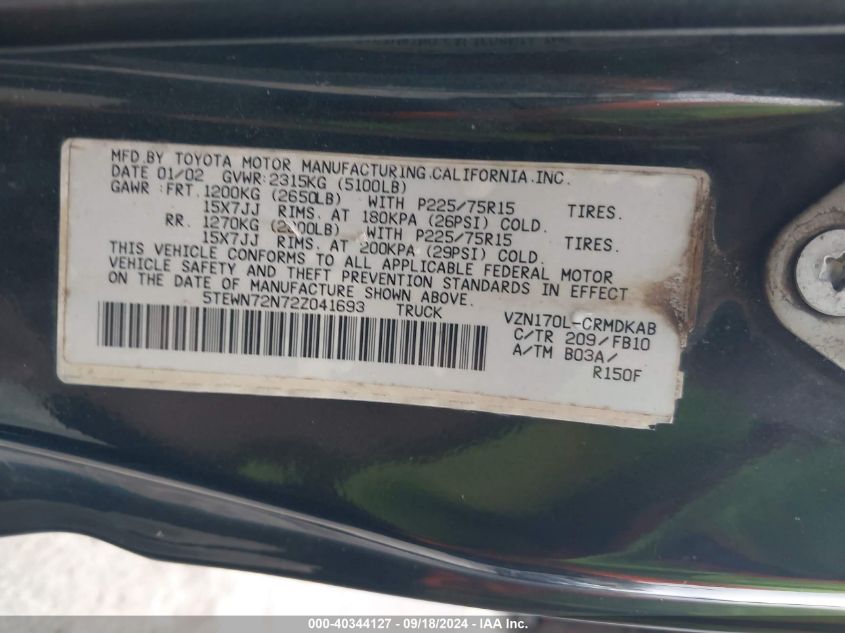 MFD.BY TOYOTA MOTOR MANUFACTURING.CALIFORNIA.INC.
DATE 01/02 GVWR:2315KG (5100LB)
GAWR :FRT.1200KG (2650LB) WITH P225/75R15 TIRES.
15X7JJ RIMS. AT 180KPA (26PSI) COLD.
RR. 1270KG WITH P225/75R15 TIRES.
15X7JJ RIMS. AT 200KPA (29PSI) COLD.
THIS VEHICLE CONFORMS TO ALL APPLICABLE FEDERAL MOTOR
VEHICLE SAFETY AND THEFT PREVENTION STANDARDS IN EFFECT
ON THE DATE OF MANUFACTURE SHOWN ABOVE.
5TEWN72N72Z041693 TRUCK VZN170L-CRMDKAB
C/TR 209/FB10
A/TM B03A/
R150F
000-40344127 - 09/18/2024 - IAAI Inc.